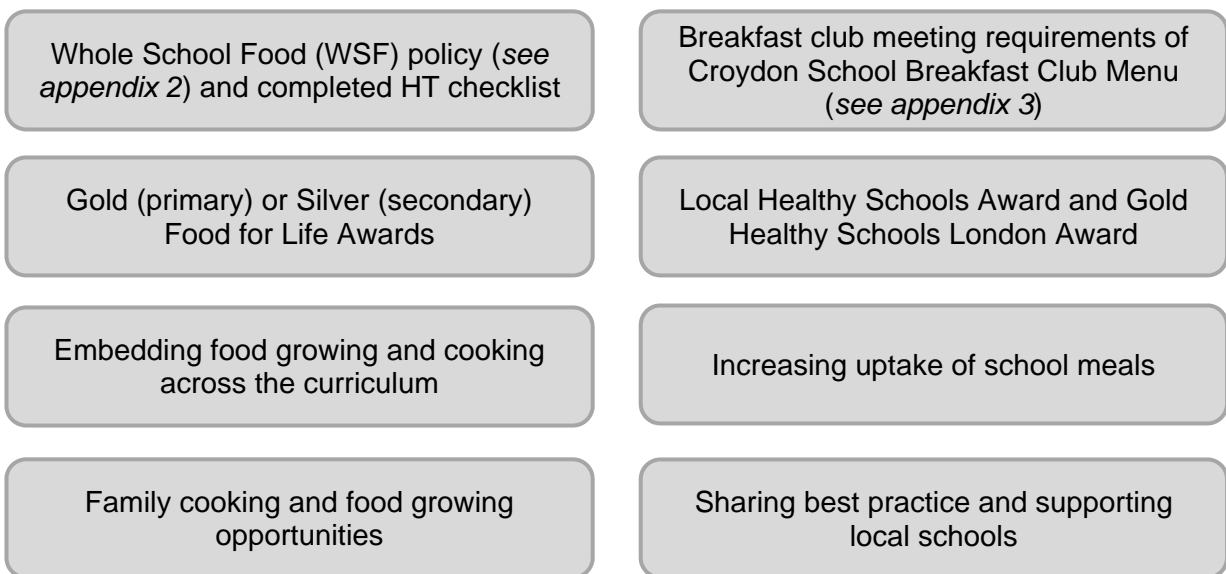 Whole School Food (WSF) policy (see
appendix 2) and completed HT checklist
Breakfast club meeting requirements of
Croydon School Breakfast Club Menu
(see appendix 3)
Gold (primary) or Silver (secondary)
Food for Life Awards
Local Healthy Schools Award and Gold
Healthy Schools London Award
Embedding food growing and cooking
across the curriculum
Increasing uptake of school meals
Family cooking and food growing
opportunities
Sharing best practice and supporting
local schools